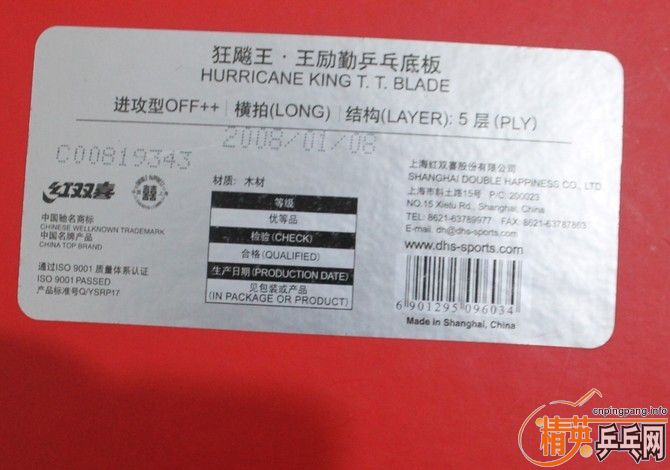 狂飚王·王励勤乒乓底板
HURRICANE KING T. T. BLADE
进攻型OFF++ | 横拍(LONG) | 结构(LAYER): 5 层(PLY)
2008/01/08
C00819343
红双喜
中国驰名商标
CHINESE WELLKNOWN TRADEMARK
中国名牌产品
CHINA TOP BRAND
通过ISO 9001 质量体系认证
ISO 9001 PASSED
产品标准号Q/YSRP17
材质: 木材
等级
优等品
检验(CHECK)
合格(QUALIFIED)
生产日期(PRODUCTION DATE)
见包装或产品
(IN PACKAGE OR PRODUCT)
上海红双喜股份有限公司
SHANGHAI DOUBLE HAPPINESS CO., LTD
上海市斜土路15号 P/C: 200023
NO.15 Xietu Rd., Shanghai, China
TEL: 8621-63789977 FAX: 8621-63787863
E-mail: dh@dhs-sports.com
www.dhs-sports.com
6 901295 096034
Made in Shanghai, China
cnpingpang.info
精英乒乓网